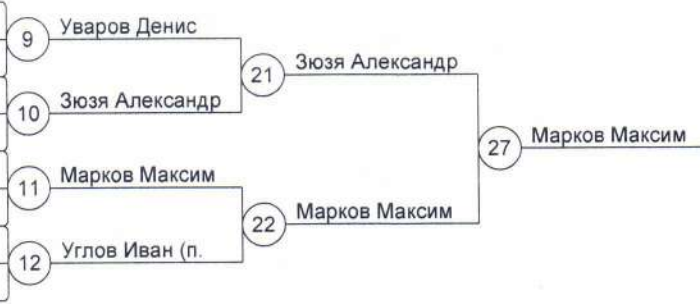 9 Уваров Денис
21 Зюзя Александр
10 Зюзя Александр
27 Марков Максим
11 Марков Максим
22 Марков Максим
12 Углов Иван (п.